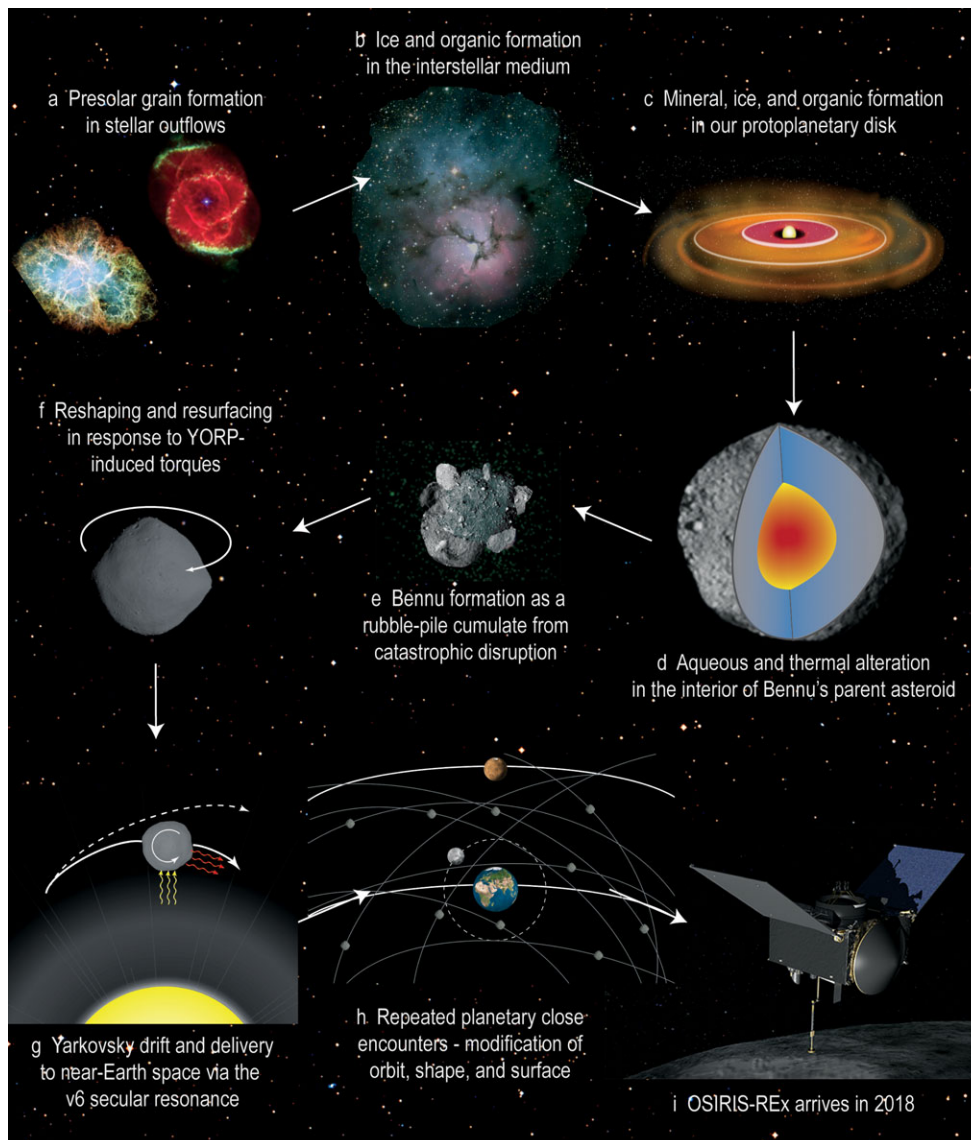 a Presolar grain formation
in stellar outflows
b Ice and organic formation
in the interstellar medium
c Mineral, ice, and organic formation
in our protoplanetary disk
f Reshaping and resurfacing
in response to YORP-
induced torques
e Bennu formation as a
rubble-pile cumulate from
catastrophic disruption
d Aqueous and thermal alteration
in the interior of Bennu's parent asteroid
g Yarkovsky drift and delivery
to near-Earth space via the
v6 secular resonance
h Repeated planetary close
encounters - modification of
orbit, shape, and surface
i OSIRIS-REx arrives in 2018